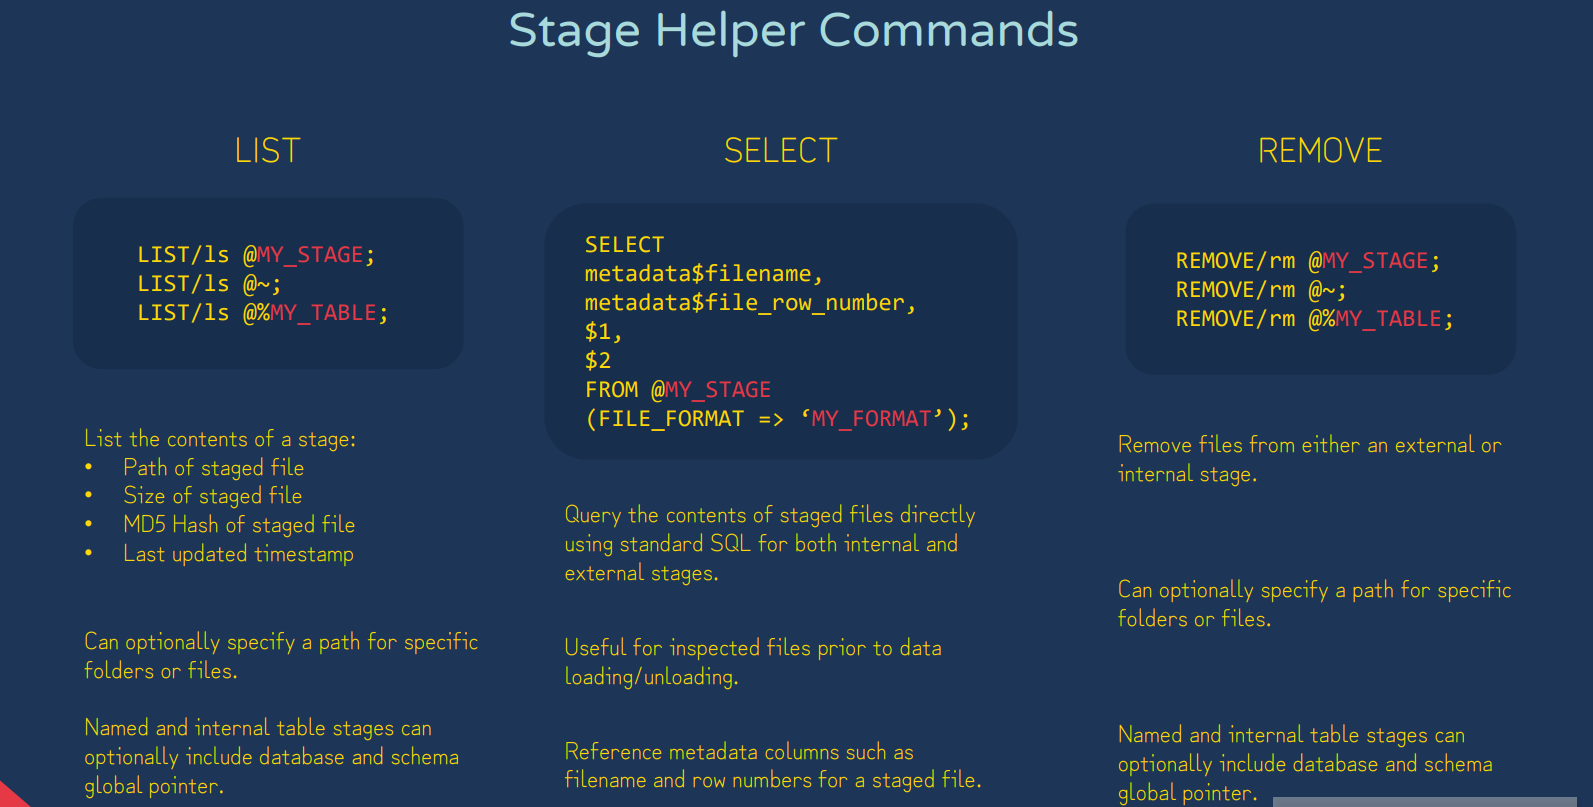 Stage Helper Commands
LIST
LIST/ls @MY_STAGE;
LIST/ls @~;
LIST/ls @%MY_TABLE;
List the contents of a stage:
• Path of staged file
• Size of staged file
• MD5 Hash of staged file
• Last updated timestamp
Can optionally specify a path for specific
folders or files.
Named and internal table stages can
optionally include database and schema
global pointer.
SELECT
SELECT
metadata$filename,
metadata$file_row_number,
$1,
$2
FROM @MY_STAGE
(FILE_FORMAT => ‘MY_FORMAT’);
Query the contents of staged files directly
using standard SQL for both internal and
external stages.
Useful for inspected files prior to data
loading/unloading.
Reference metadata columns such as
filename and row numbers for a staged file.
REMOVE
REMOVE/rm @MY_STAGE;
REMOVE/rm @~;
REMOVE/rm @%MY_TABLE;
Remove files from either an external or
internal stage.
Can optionally specify a path for specific
folders or files.
Named and internal table stages can
optionally include database and schema
global pointer.